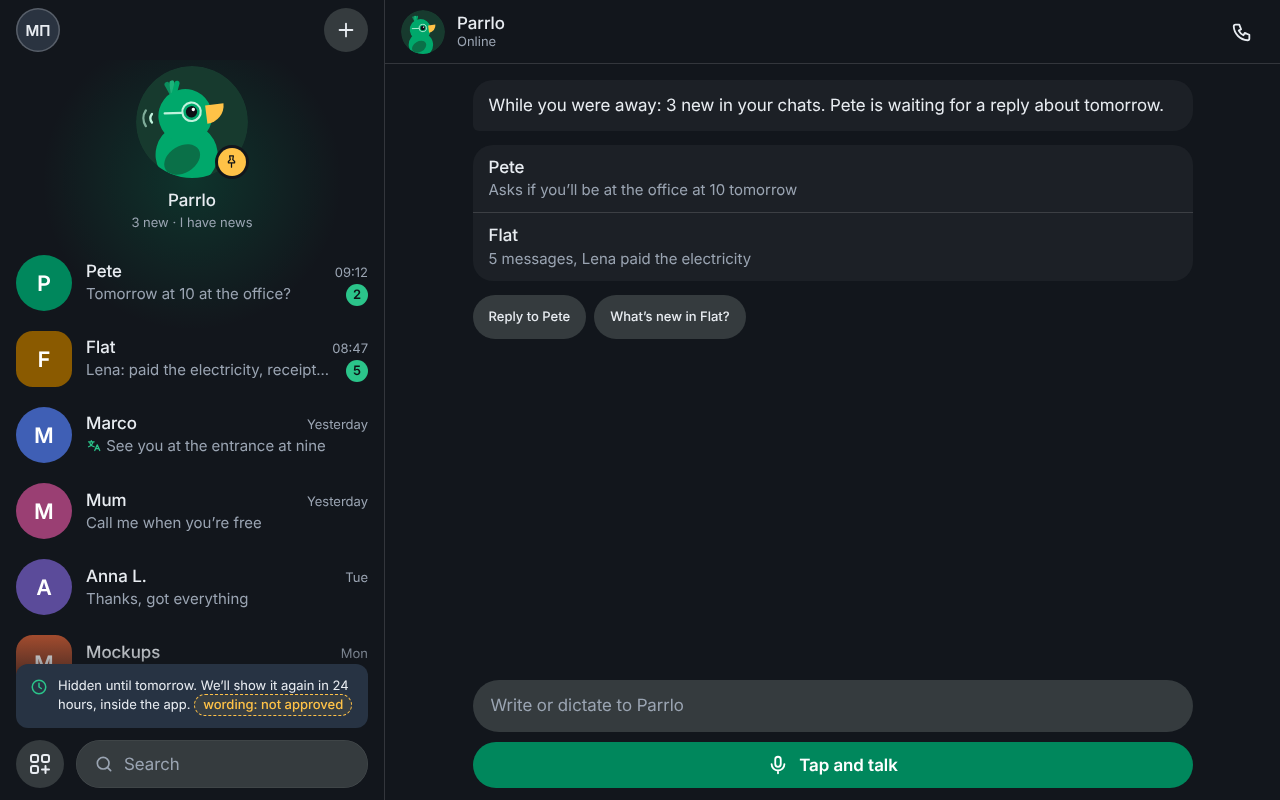 МП
Parrlo
3 new · I have news
Pete
09:12
Tomorrow at 10 at the office?
2
Flat
08:47
Lena: paid the electricity, receipt...
5
Marco
Yesterday
See you at the entrance at nine
Mum
Yesterday
Call me when you’re free
Anna L.
Tue
Thanks, got everything
Mockups
Mon
Hidden until tomorrow. We’ll show it again in 24
hours, inside the app. wording: not approved
Search
P
F
M
M
A
M
Parrlo
Online
While you were away: 3 new in your chats. Pete is waiting for a reply about tomorrow.
Pete
Asks if you’ll be at the office at 10 tomorrow
Flat
5 messages, Lena paid the electricity
Reply to Pete
What’s new in Flat?
Write or dictate to Parrlo
Tap and talk